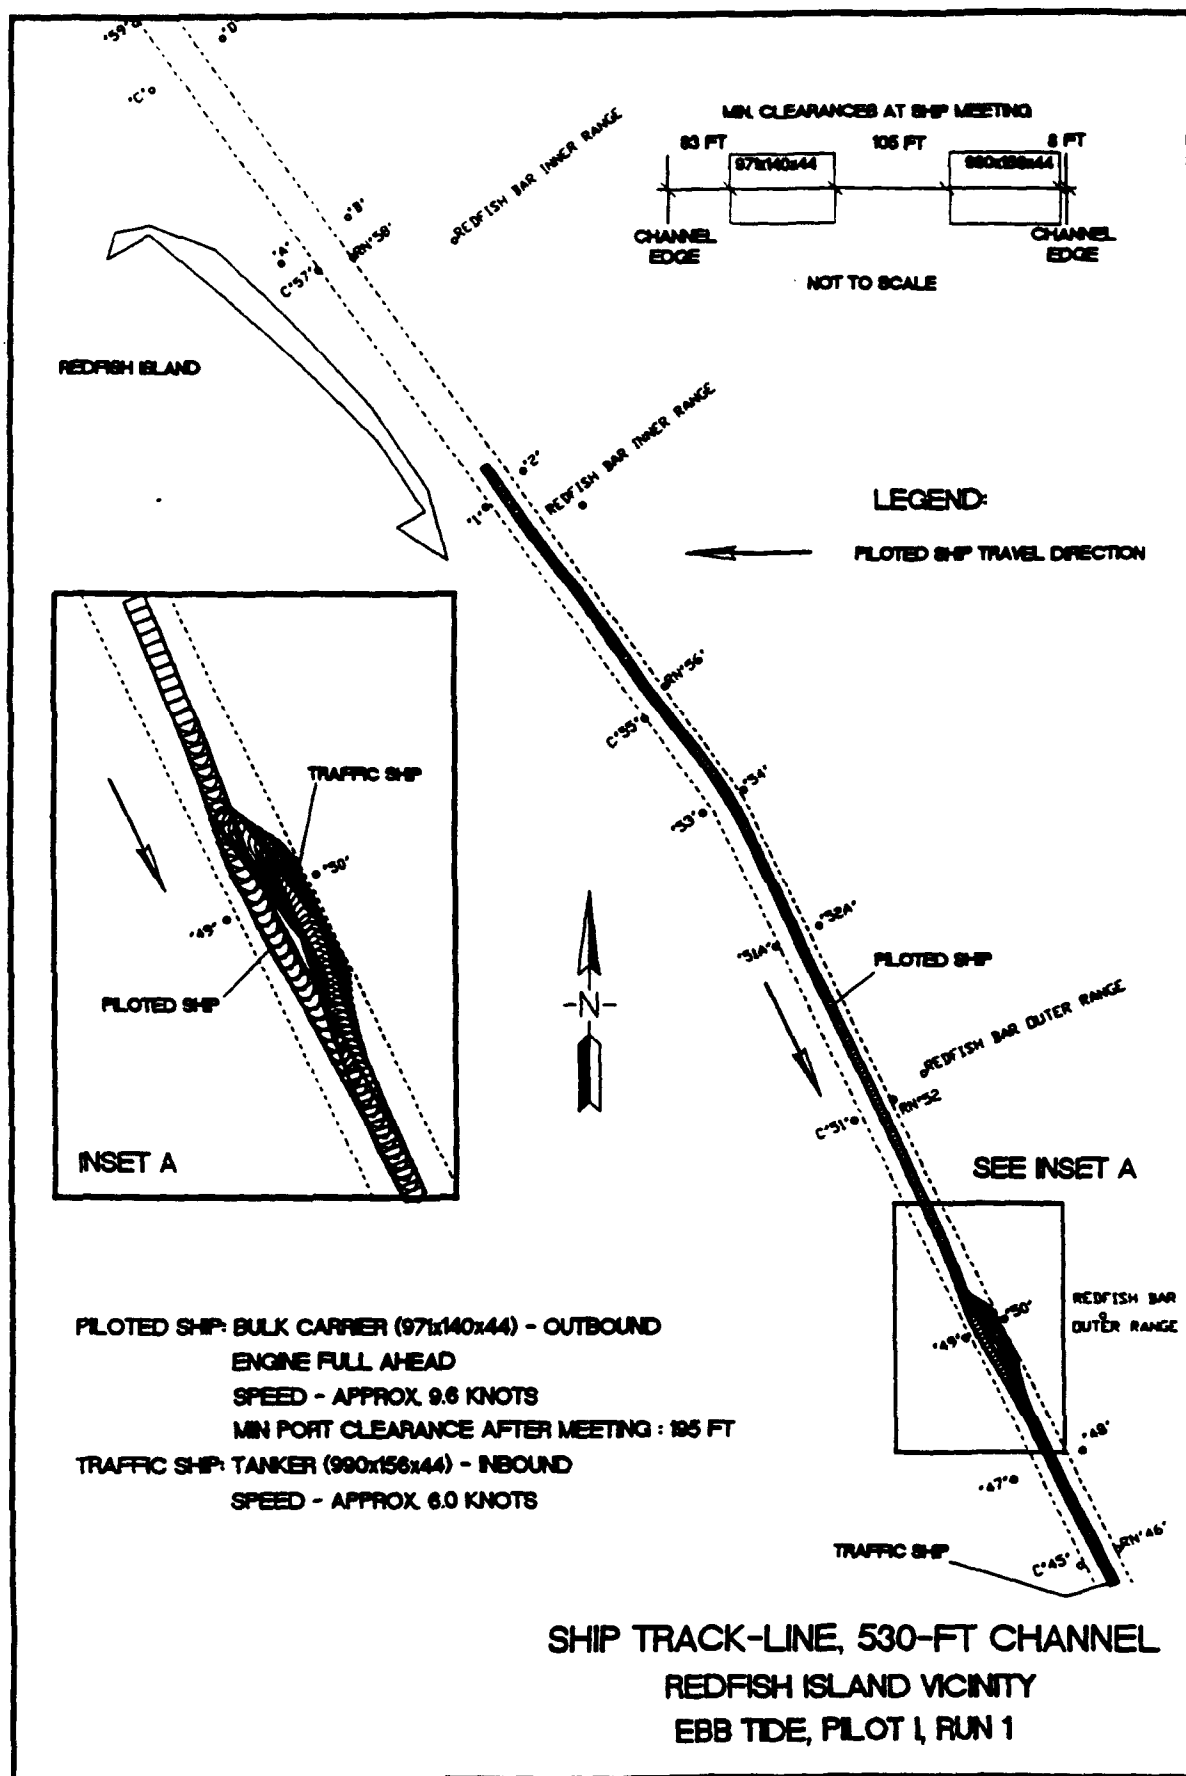 "59"
"D"
"C"
MIN. CLEARANCES AT SHIP MEETING
83 FT
105 FT
8 FT
971x140x44
990x156x44
CHANNEL
EDGE
CHANNEL
EDGE
NOT TO SCALE
REDFISH BAR INNER RANGE
"B"
RN"58"
"A"
C"57"
REDFISH ISLAND
REDFISH BAR INNER RANGE
"2"
"1"
LEGEND:
PILOTED SHIP TRAVEL DIRECTION
RN"56"
C"55"
"54"
"53"
TRAFFIC SHIP
"50"
"49"
PILOTED SHIP
INSET A
"52A"
"51A"
PILOTED SHIP
-N-
REDFISH BAR OUTER RANGE
RN"52
C"51"
SEE INSET A
REDFISH BAR
OUTER RANGE
"50"
"49"
"48"
"47"
RN"46"
C"45"
TRAFFIC SHIP
PILOTED SHIP: BULK CARRIER (971x140x44) - OUTBOUND
ENGINE FULL AHEAD
SPEED - APPROX. 9.6 KNOTS
MIN PORT CLEARANCE AFTER MEETING : 195 FT
TRAFFIC SHIP: TANKER (990x156x44) - INBOUND
SPEED - APPROX. 6.0 KNOTS
SHIP TRACK-LINE, 530-FT CHANNEL
REDFISH ISLAND VICINITY
EBB TIDE, PILOT I, RUN 1